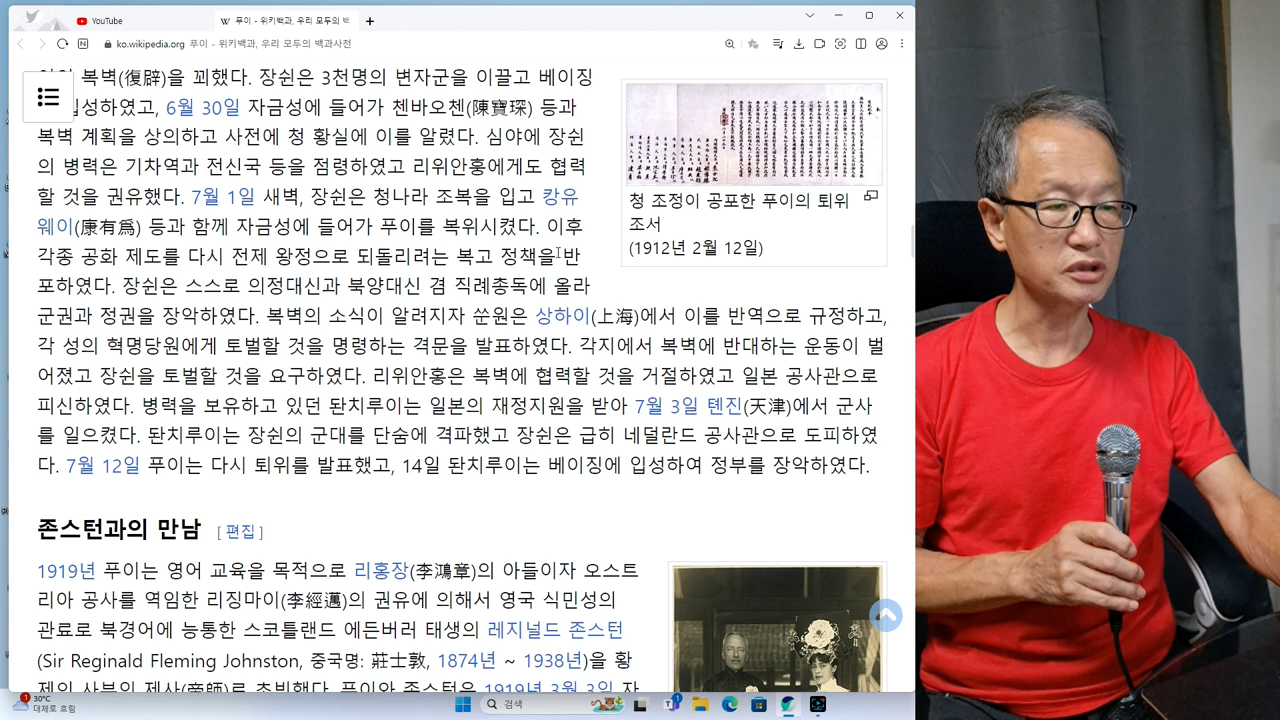 YouTube
푸이 - 위키백과, 우리 모두의 백
ko.wikipedia.org 푸이 - 위키백과, 우리 모두의 백과사전
복벽(復辟)을 꾀했다. 장쉰은 3천명의 변자군을 이끌고 베이징
성하였고, 6월 30일 자금성에 들어가 첸바오첸(陳寶琛) 등과
복벽 계획을 상의하고 사전에 청 황실에 이를 알렸다. 심야에 장쉰
의 병력은 기차역과 전신국 등을 점령하였고 리위안훙에게도 협력
할 것을 권유했다. 7월 1일 새벽, 장쉰은 청나라 조복을 입고 캉유
웨이(康有爲) 등과 함께 자금성에 들어가 푸이를 복위시켰다. 이후
각종 공화 제도를 다시 전제 왕정으로 되돌리려는 복고 정책을 반
포하였다. 장쉰은 스스로 의정대신과 북양대신 겸 직례총독에 올라
군권과 정권을 장악하였다. 복벽의 소식이 알려지자 쑨원은 상하이(上海)에서 이를 반역으로 규정하고,
각 성의 혁명당원에게 토벌할 것을 명령하는 격문을 발표하였다. 각지에서 복벽에 반대하는 운동이 벌
어졌고 장쉰을 토벌할 것을 요구하였다. 리위안훙은 복벽에 협력할 것을 거절하였고 일본 공사관으로
피신하였다. 병력을 보유하고 있던 돤치루이는 일본의 재정지원을 받아 7월 3일 톈진(天津)에서 군사
를 일으켰다. 돤치루이는 장쉰의 군대를 단숨에 격파했고 장쉰은 급히 네덜란드 공사관으로 도피하였
다. 7월 12일 푸이는 다시 퇴위를 발표했고, 14일 돤치루이는 베이징에 입성하여 정부를 장악하였다.
청 조정이 공포한 푸이의 퇴위
조서
(1912년 2월 12일)
존스턴과의 만남 [ 편집 ]
1919년 푸이는 영어 교육을 목적으로 리훙장(李鴻章)의 아들이자 오스트
리아 공사를 역임한 리징마이(李經邁)의 권유에 의해서 영국 식민성의
관료로 북경어에 능통한 스코틀랜드 에든버러 태생의 레지널드 존스턴
(Sir Reginald Fleming Johnston, 중국명: 莊士敦, 1874년 ~ 1938년)을 황
제의 사부인 제사(帝師)로 초빙했다. 푸이와 존스턴은 1919년 3월 3일 자
30°C
대체로 흐림
검색